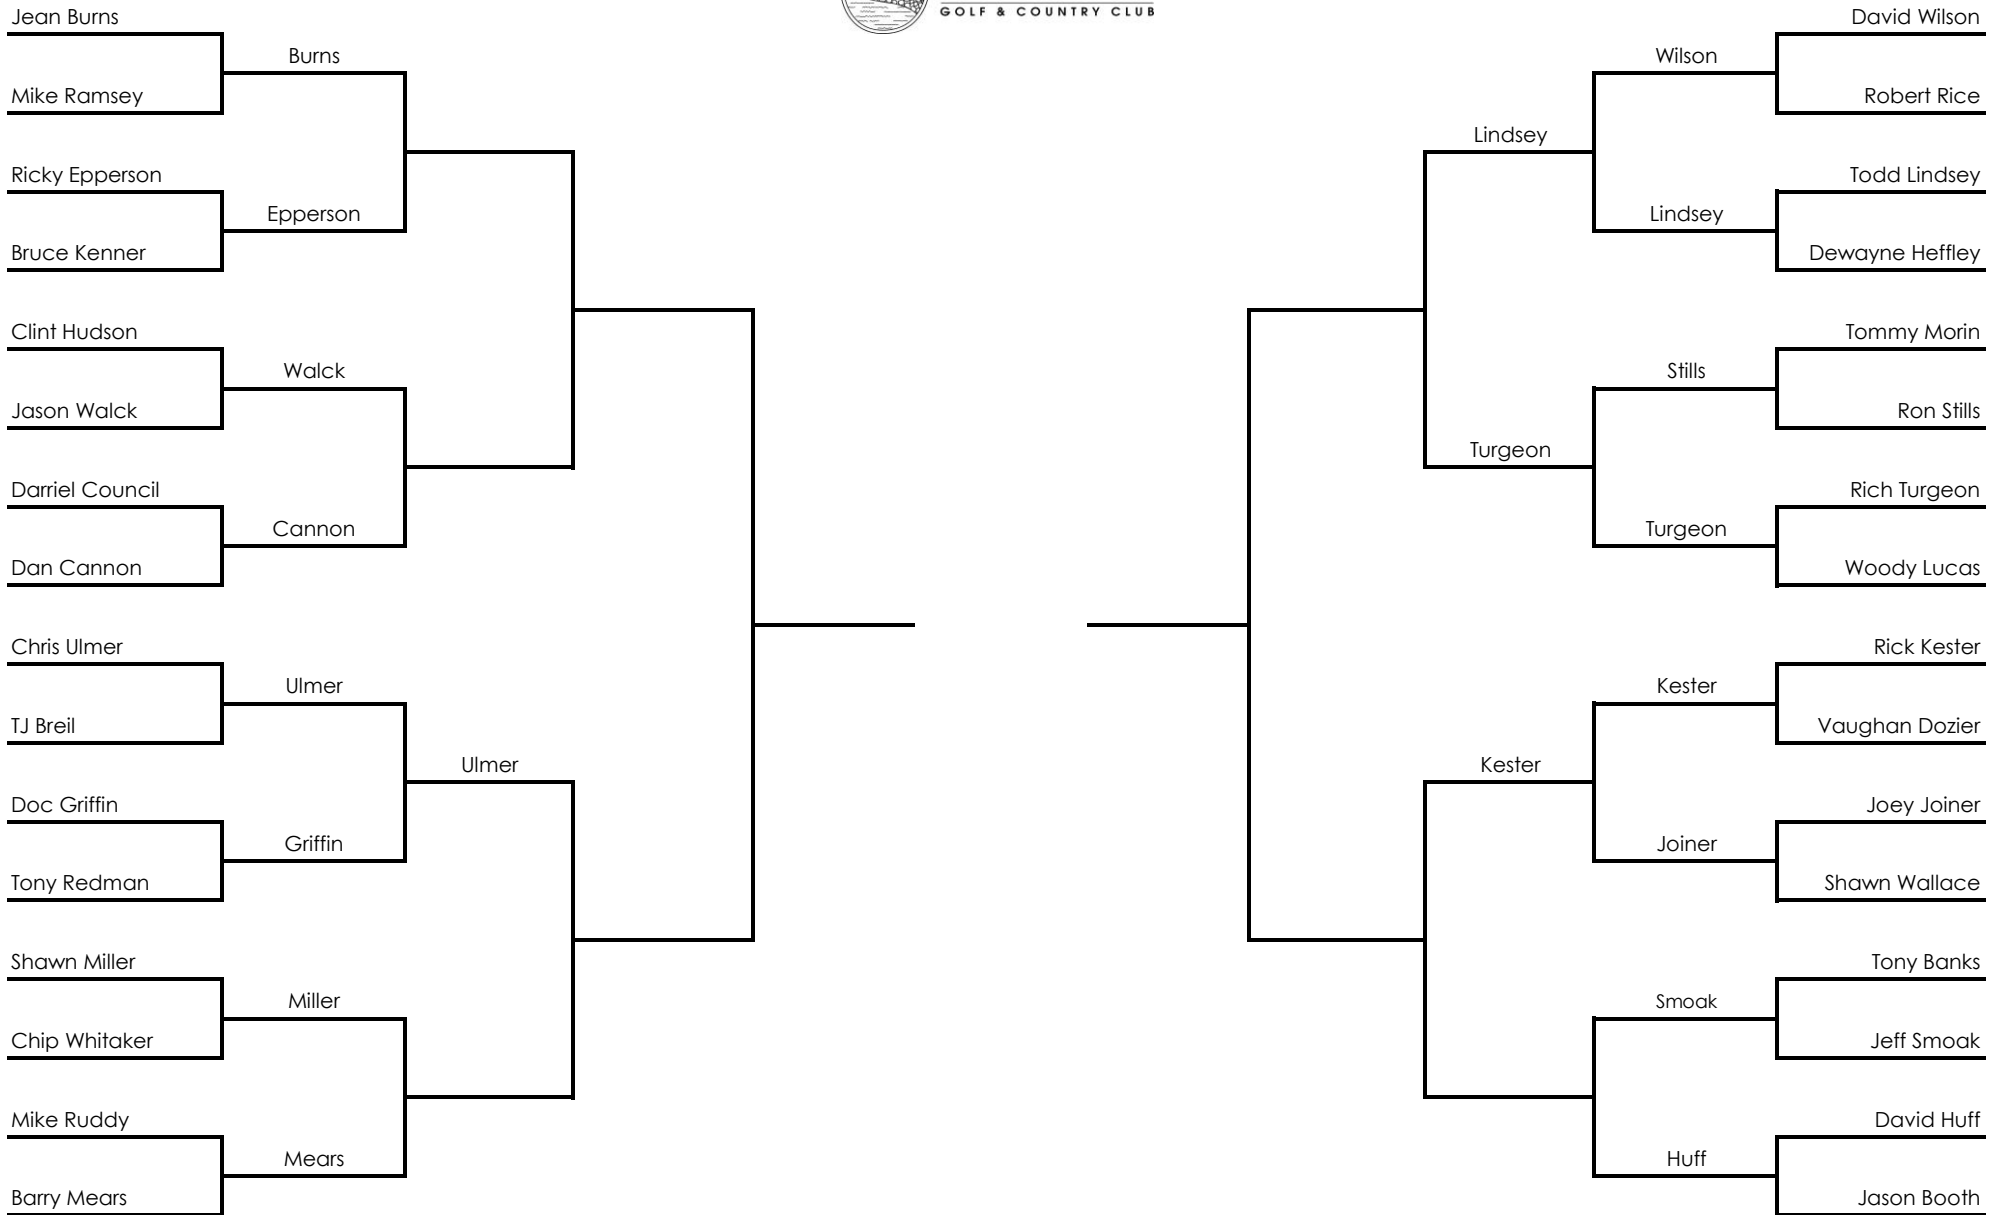 GOLF & COUNTRY CLUB
Jean Burns
Burns
Mike Ramsey
Ricky Epperson
Epperson
Bruce Kenner
Clint Hudson
Walck
Jason Walck
Darriel Council
Cannon
Dan Cannon
Chris Ulmer
Ulmer
TJ Breil
Ulmer
Doc Griffin
Griffin
Tony Redman
Shawn Miller
Miller
Chip Whitaker
Mike Ruddy
Mears
Barry Mears
David Wilson
Wilson
Robert Rice
Lindsey
Todd Lindsey
Lindsey
Dewayne Heffley
Tommy Morin
Stills
Ron Stills
Turgeon
Rich Turgeon
Turgeon
Woody Lucas
Rick Kester
Kester
Vaughan Dozier
Kester
Joey Joiner
Joiner
Shawn Wallace
Tony Banks
Smoak
Jeff Smoak
David Huff
Huff
Jason Booth